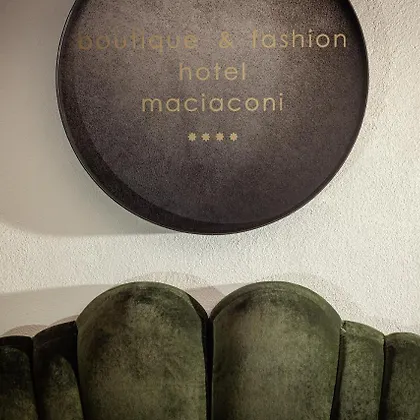 boutique & fashion
hotel
maciaconi